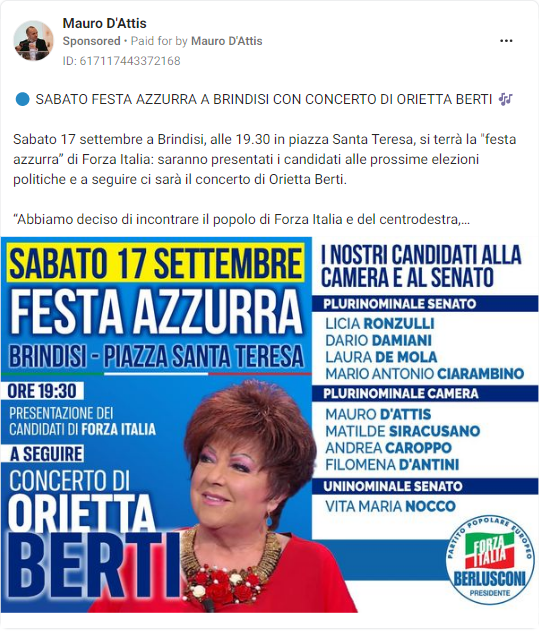 Mauro D'Attis
Sponsored • Paid for by Mauro D'Attis
ID: 617117443372168
🔵 SABATO FESTA AZZURRA A BRINDISI CON CONCERTO DI ORIETTA BERTI 🎶
Sabato 17 settembre a Brindisi, alle 19.30 in piazza Santa Teresa, si terrà la "festa
azzurra” di Forza Italia: saranno presentati i candidati alle prossime elezioni
politiche e a seguire ci sarà il concerto di Orietta Berti.
“Abbiamo deciso di incontrare il popolo di Forza Italia e del centrodestra,...
SABATO 17 SETTEMBRE
FESTA AZZURRA
BRINDISI - PIAZZA SANTA TERESA
ORE 19:30
PRESENTAZIONE DEI
CANDIDATI DI FORZA ITALIA
A SEGUIRE
CONCERTO DI
ORIETTA
BERTI
I NOSTRI CANDIDATI ALLA
CAMERA E AL SENATO
PLURINOMINALE SENATO
LICIA RONZULLI
DARIO DAMIANI
LAURA DE MOLA
MARIO ANTONIO CIARAMBINO
PLURINOMINALE CAMERA
MAURO D'ATTIS
MATILDE SIRACUSANO
ANDREA CAROPPO
FILOMENA D'ANTINI
UNINOMINALE SENATO
VITA MARIA NOCCO
PARTITO POPOLARE EUROPEO
FORZA
ITALIA
BERLUSCONI
PRESIDENTE